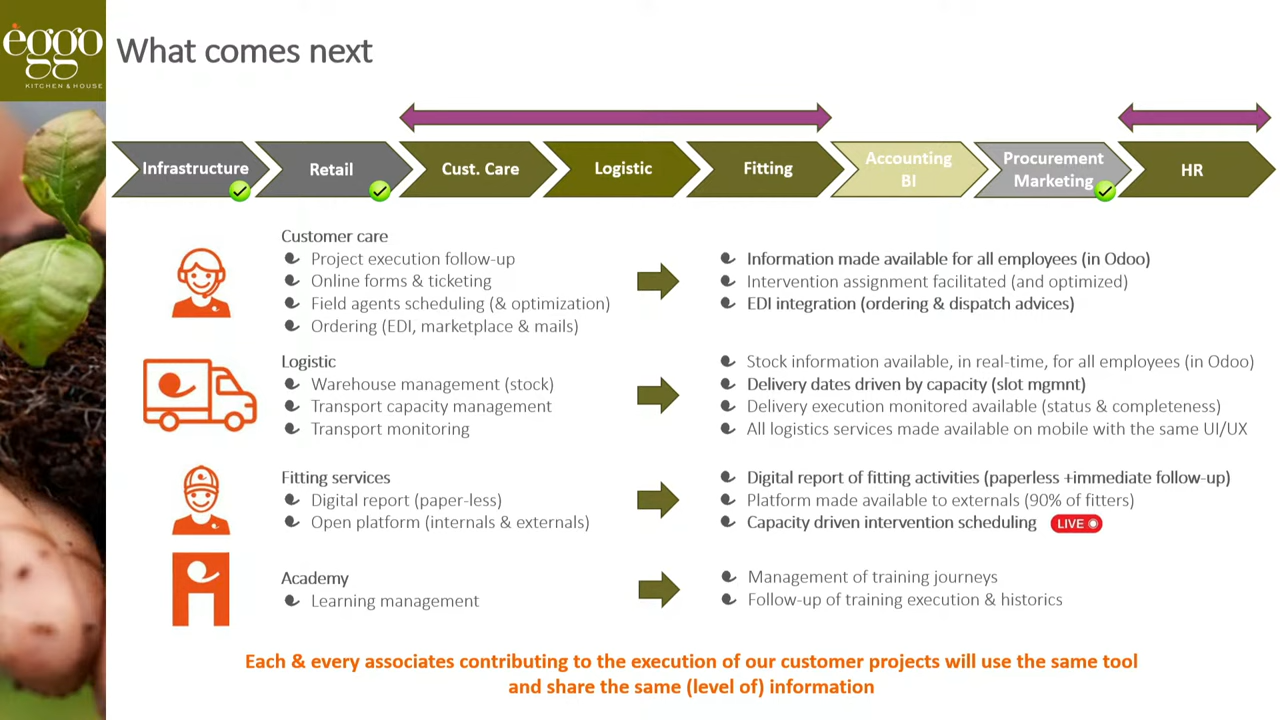 ėggo
KITCHEN & HOUSE
What comes next
Infrastructure
Retail
Cust. Care
Logistic
Fitting
Accounting
BI
Procurement
Marketing
HR
Customer care
Project execution follow-up
Online forms & ticketing
Field agents scheduling (& optimization)
Ordering (EDI, marketplace & mails)
Information made available for all employees (in Odoo)
Intervention assignment facilitated (and optimized)
EDI integration (ordering & dispatch advices)
Logistic
Warehouse management (stock)
Transport capacity management
Transport monitoring
Stock information available, in real-time, for all employees (in Odoo)
Delivery dates driven by capacity (slot mgmnt)
Delivery execution monitored available (status & completeness)
All logistics services made available on mobile with the same UI/UX
Fitting services
Digital report (paper-less)
Open platform (internals & externals)
Digital report of fitting activities (paperless +immediate follow-up)
Platform made available to externals (90% of fitters)
Capacity driven intervention scheduling
LIVE
Academy
Learning management
Management of training journeys
Follow-up of training execution & historics
Each & every associates contributing to the execution of our customer projects will use the same tool
and share the same (level of) information